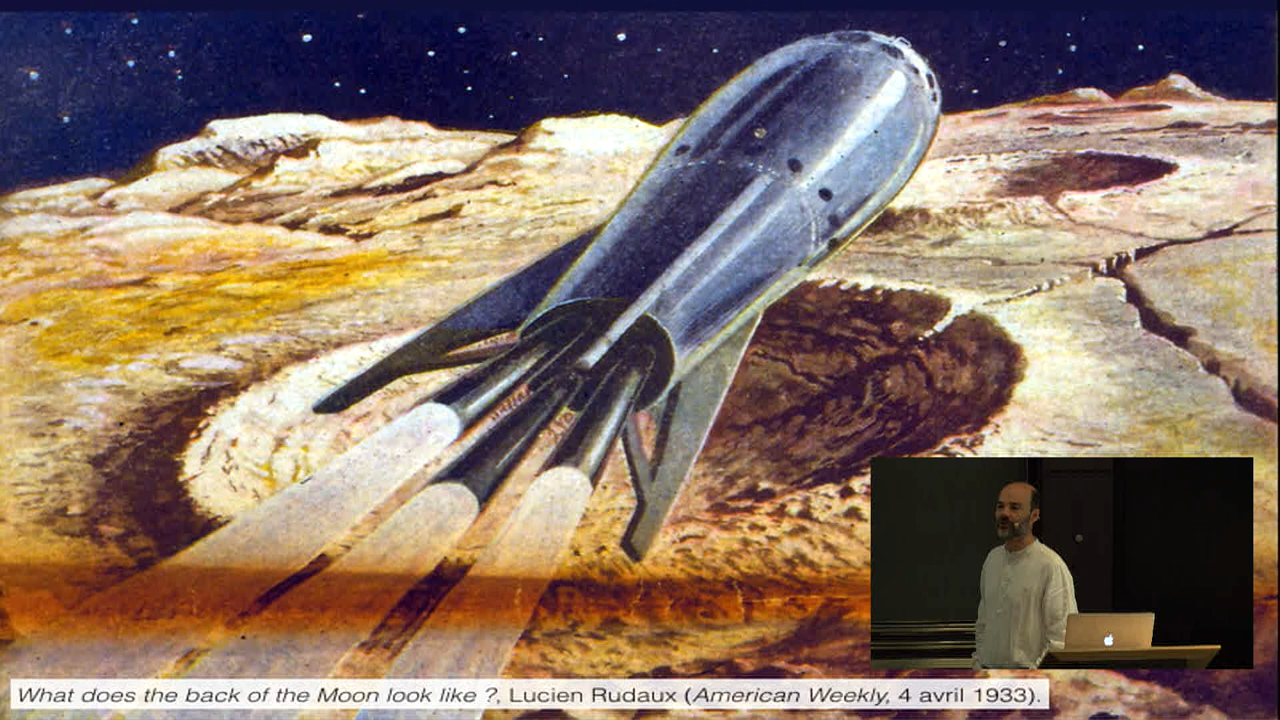 What does the back of the Moon look like ?, Lucien Rudaux (American Weekly, 4 avril 1933).